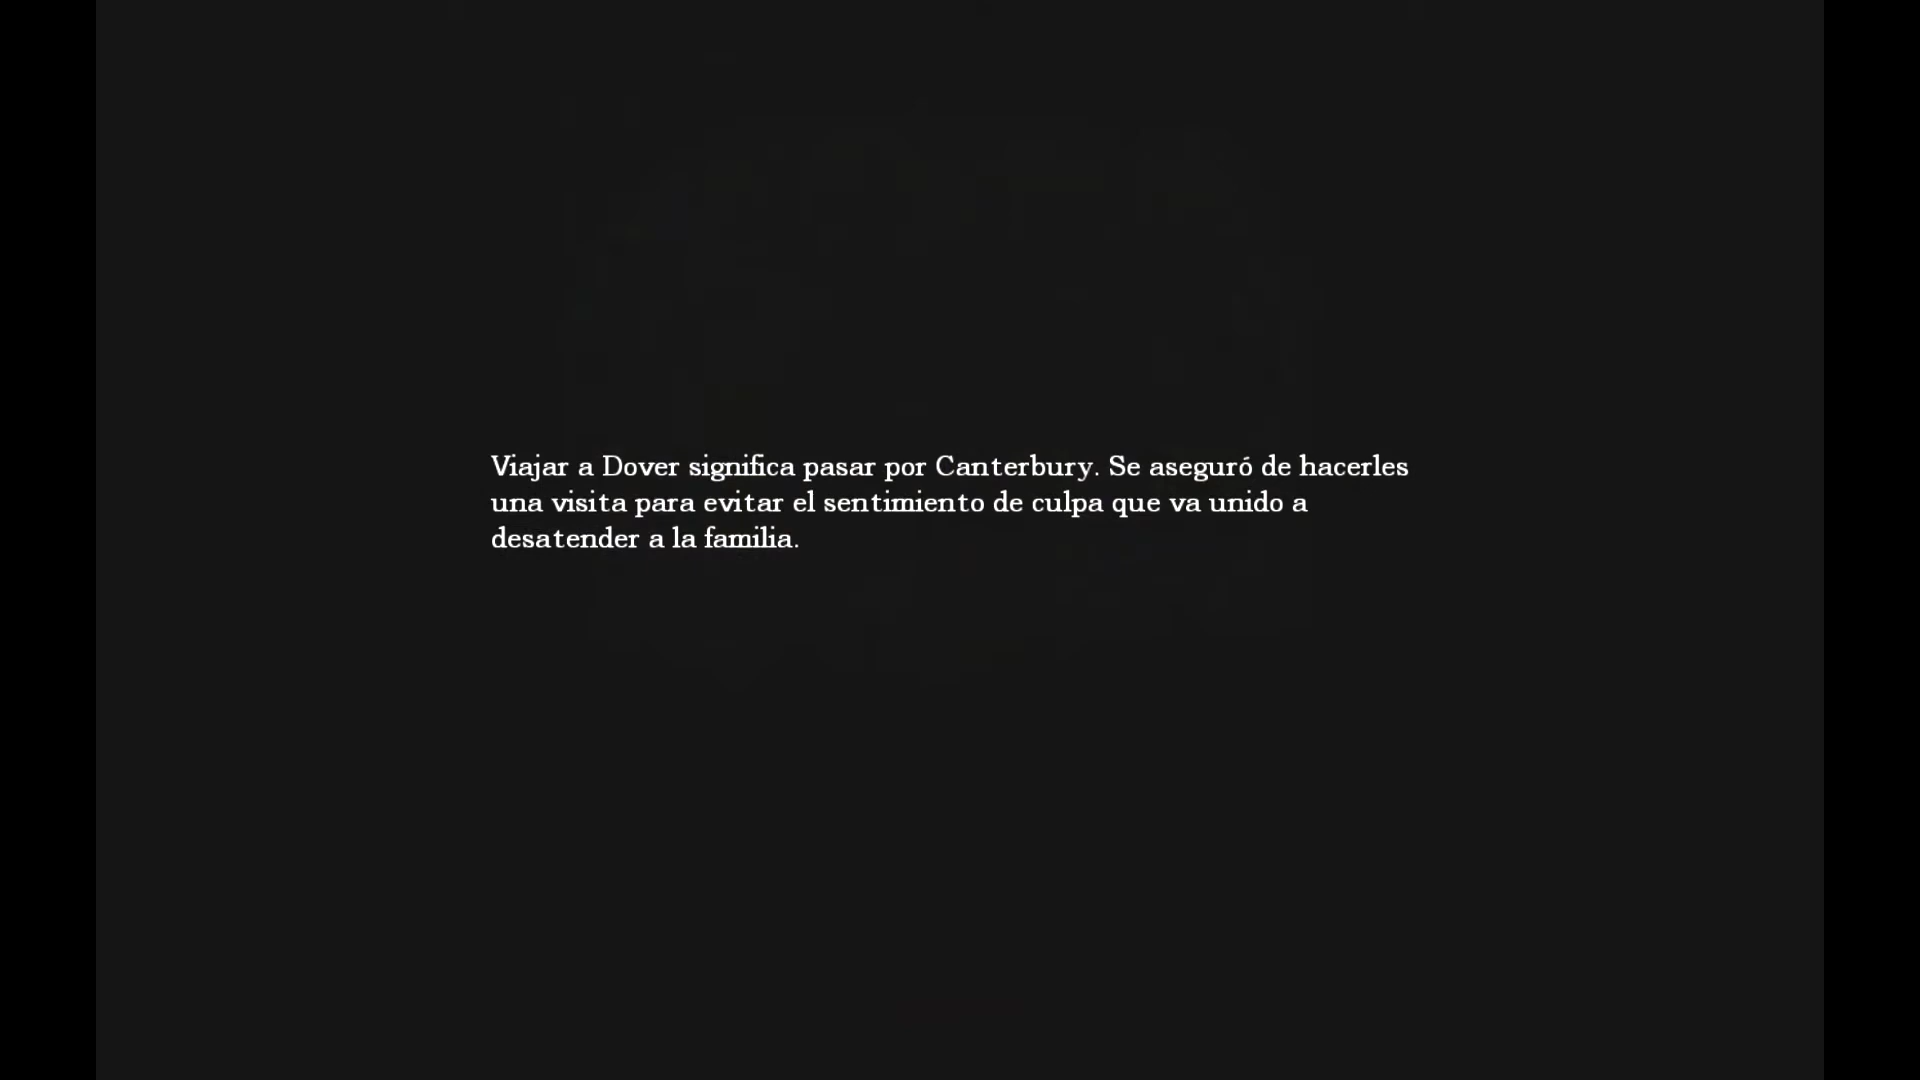 Viajar a Dover significa pasar por Canterbury. Se aseguró de hacerles
una visita para evitar el sentimiento de culpa que va unido a
desatender a la familia.